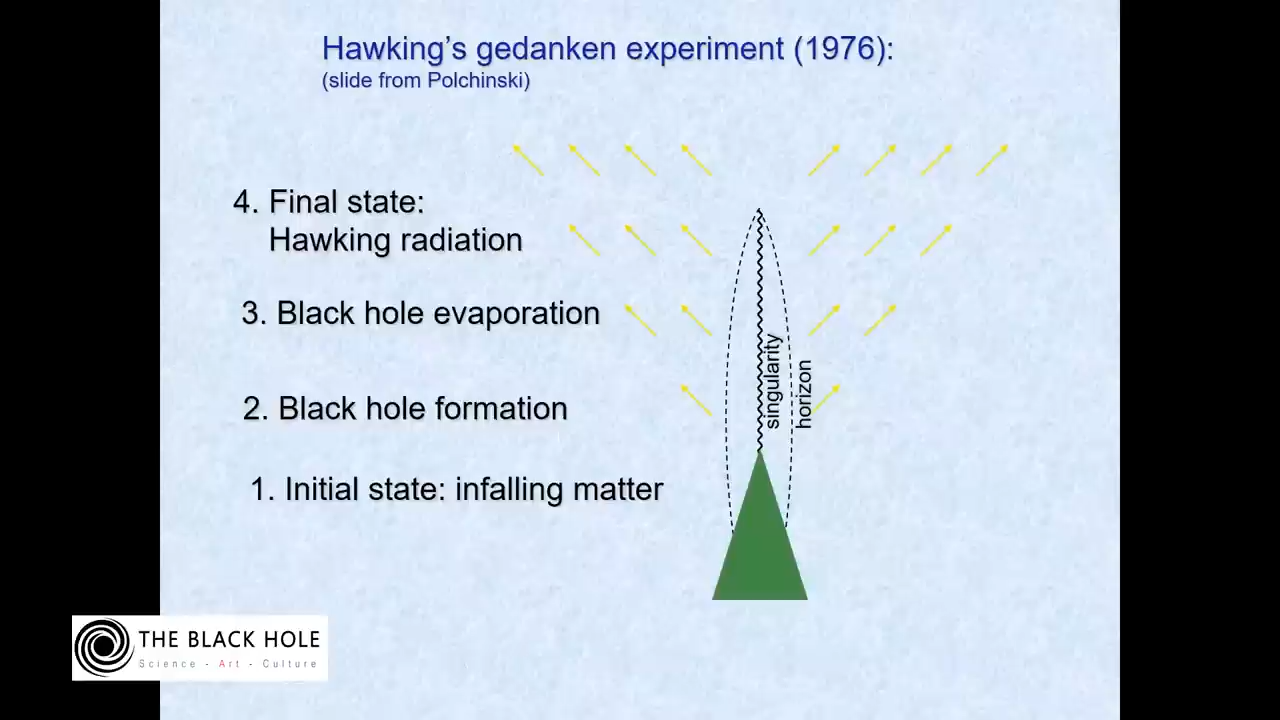 Hawking's gedanken experiment (1976):
(slide from Polchinski)
4. Final state:
Hawking radiation
3. Black hole evaporation
2. Black hole formation
1. Initial state: infalling matter
singularity
horizon
THE BLACK HOLE
Science - Art - Culture